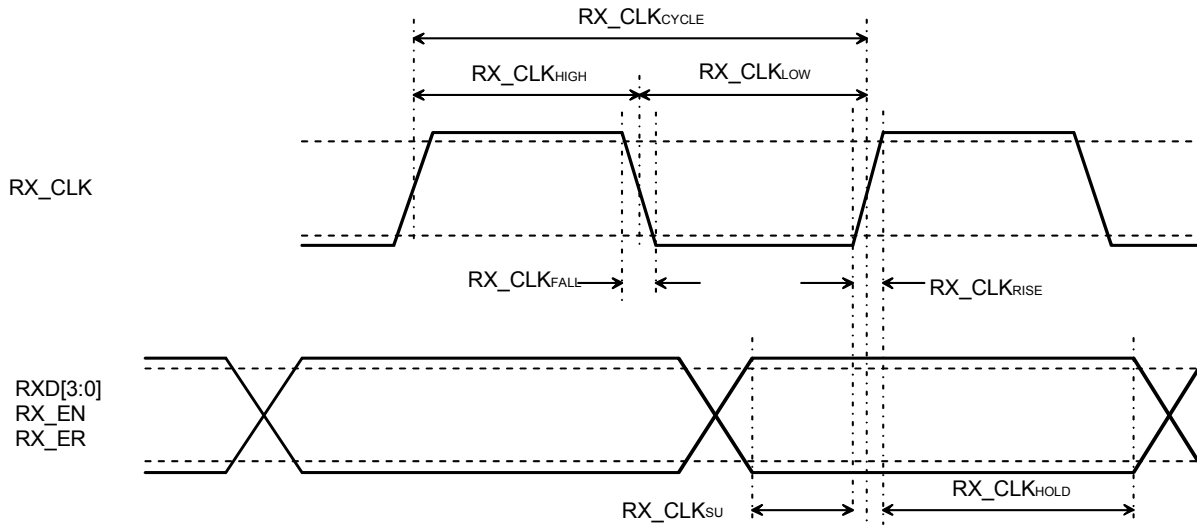 RX_CLKCYCLE
RX_CLKHIGH
RX_CLKLOW
RX_CLK
RX_CLKFALL
RX_CLKRISE
RXD[3:0]
RX_EN
RX_ER
RX_CLKSU
RX_CLKHOLD